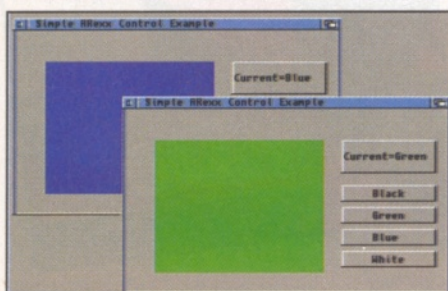 Simple ARexx Control Example
Current=Blue
Simple ARexx Control Example
Current=Green
Black
Green
Blue
White